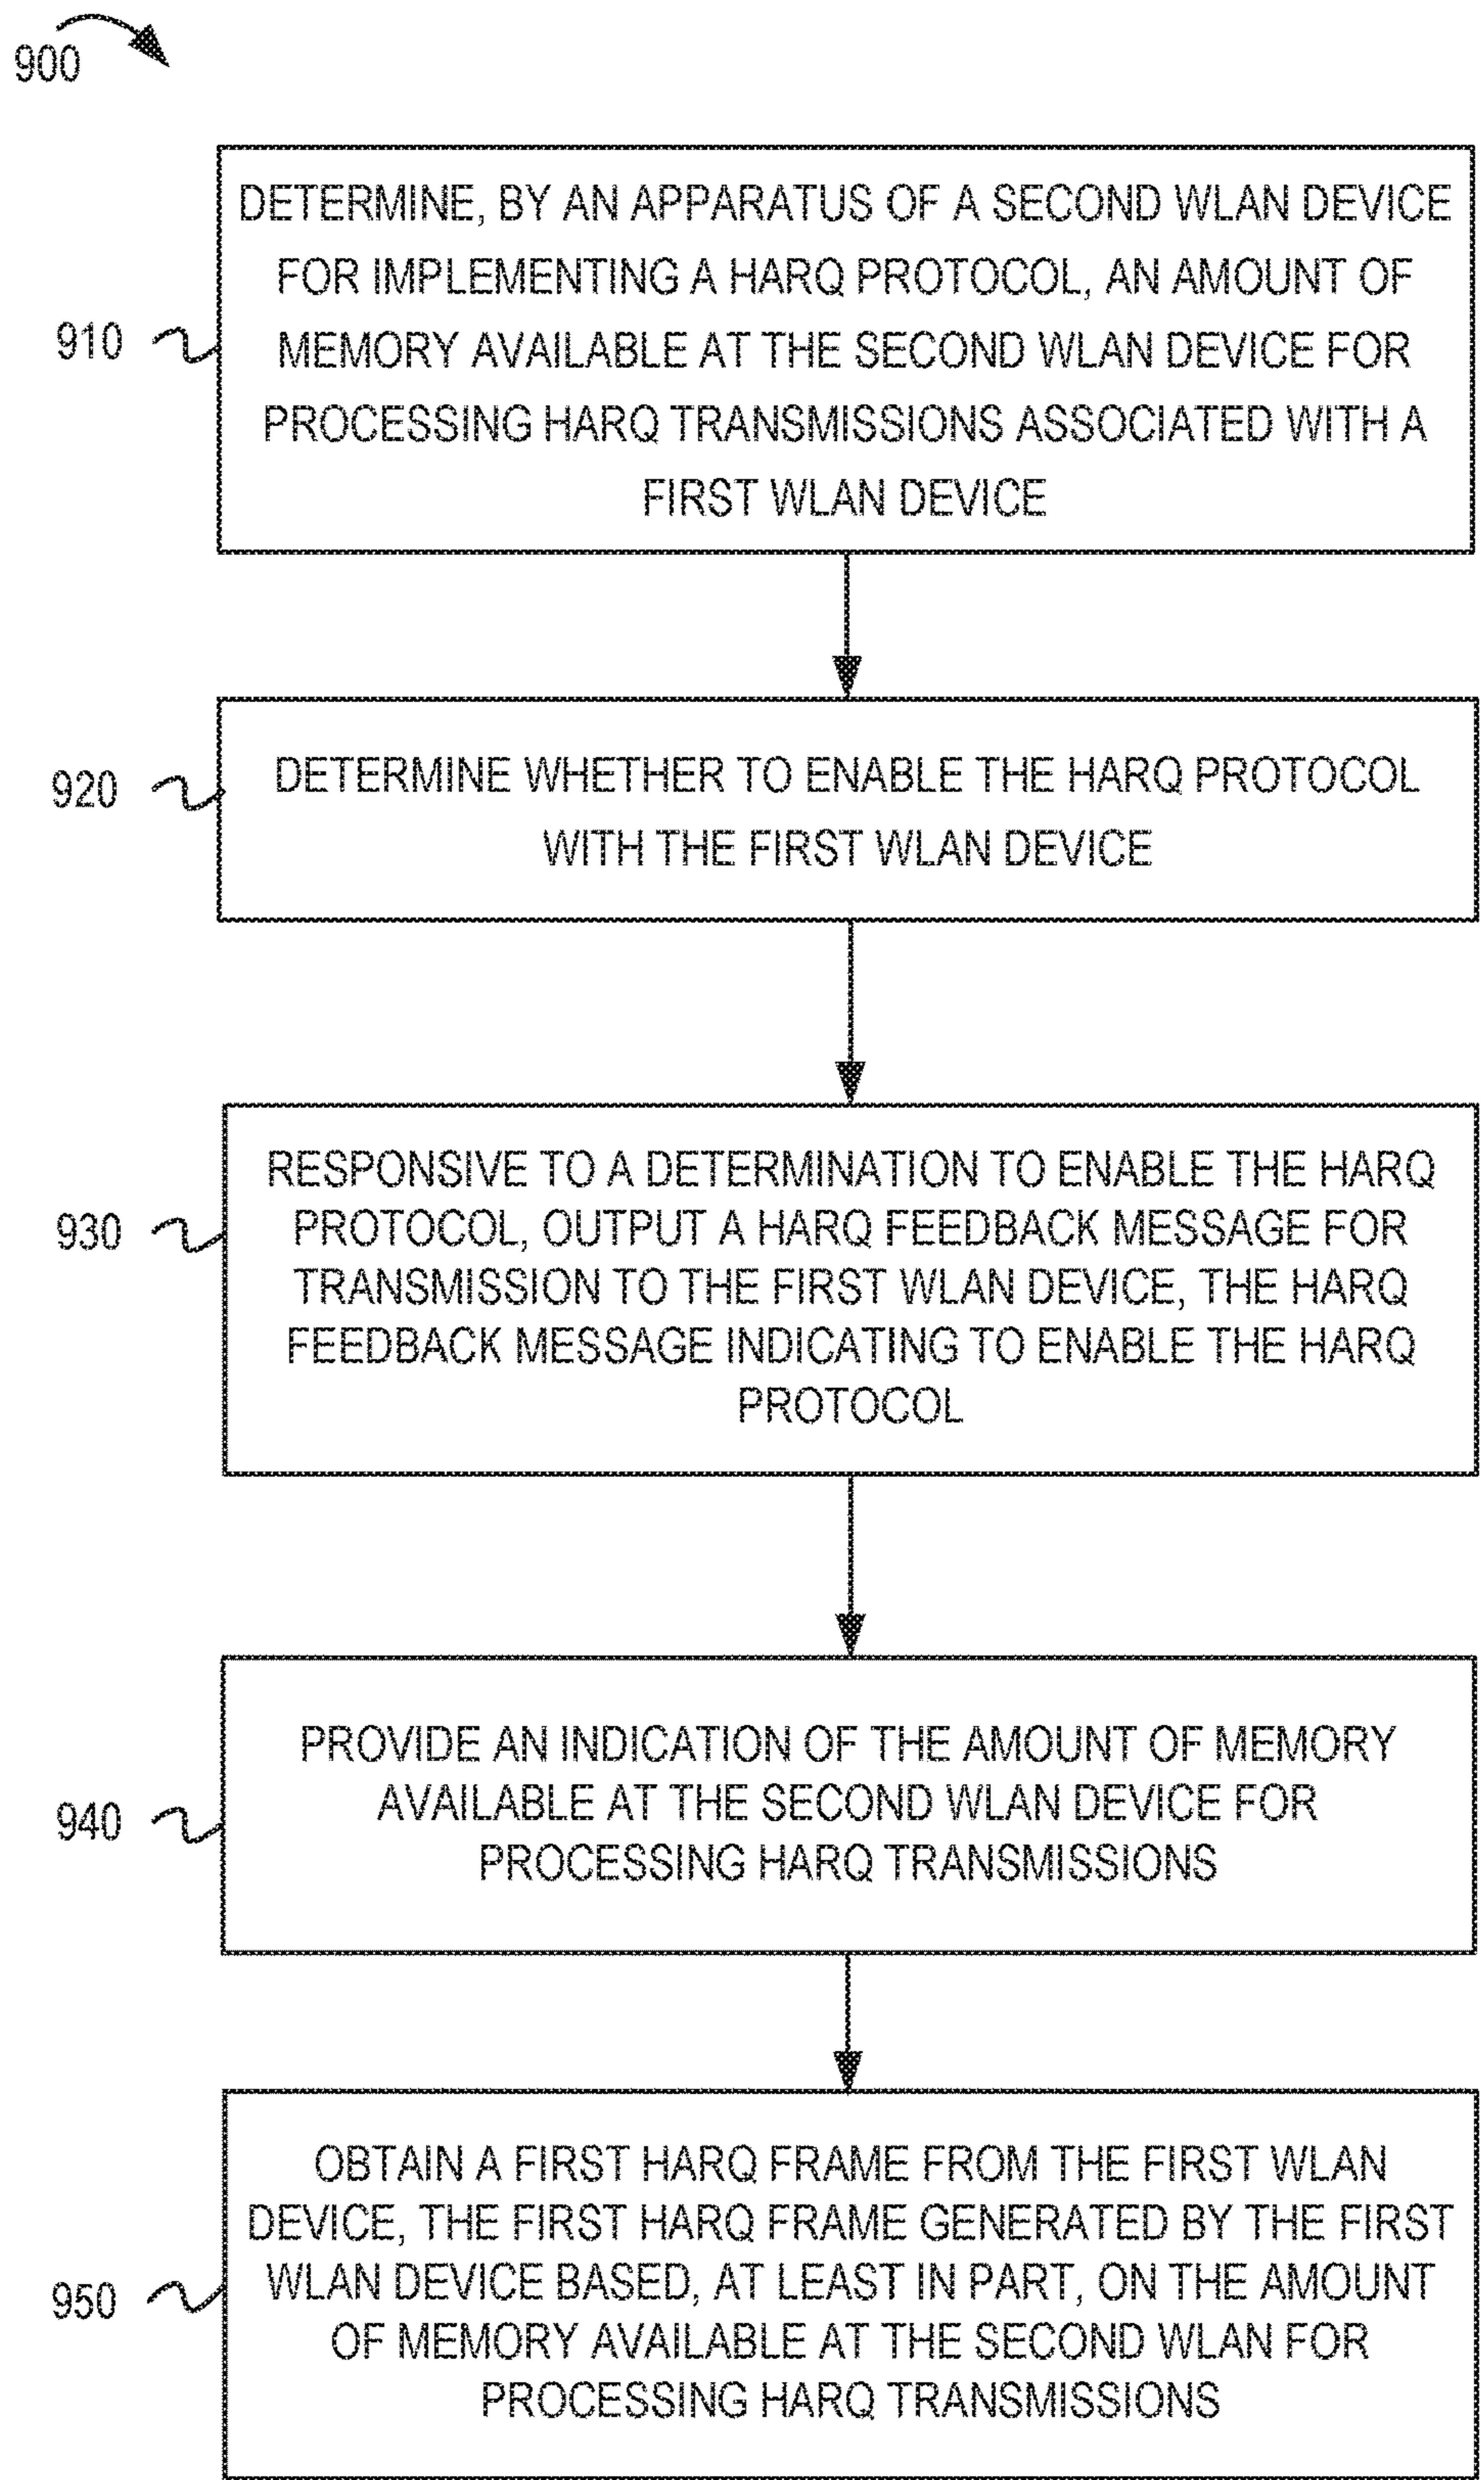 900
DETERMINE, BY AN APPARATUS OF A SECOND WLAN DEVICE
FOR IMPLEMENTING A HARQ PROTOCOL, AN AMOUNT OF
MEMORY AVAILABLE AT THE SECOND WLAN DEVICE FOR
PROCESSING HARQ TRANSMISSIONS ASSOCIATED WITH A
FIRST WLAN DEVICE
910
DETERMINE WHETHER TO ENABLE THE HARQ PROTOCOL
WITH THE FIRST WLAN DEVICE
920
RESPONSIVE TO A DETERMINATION TO ENABLE THE HARQ
PROTOCOL, OUTPUT A HARQ FEEDBACK MESSAGE FOR
TRANSMISSION TO THE FIRST WLAN DEVICE, THE HARQ
FEEDBACK MESSAGE INDICATING TO ENABLE THE HARQ
PROTOCOL
930
PROVIDE AN INDICATION OF THE AMOUNT OF MEMORY
AVAILABLE AT THE SECOND WLAN DEVICE FOR
PROCESSING HARQ TRANSMISSIONS
940
OBTAIN A FIRST HARQ FRAME FROM THE FIRST WLAN
DEVICE, THE FIRST HARQ FRAME GENERATED BY THE FIRST
WLAN DEVICE BASED, AT LEAST IN PART, ON THE AMOUNT
OF MEMORY AVAILABLE AT THE SECOND WLAN FOR
PROCESSING HARQ TRANSMISSIONS
950